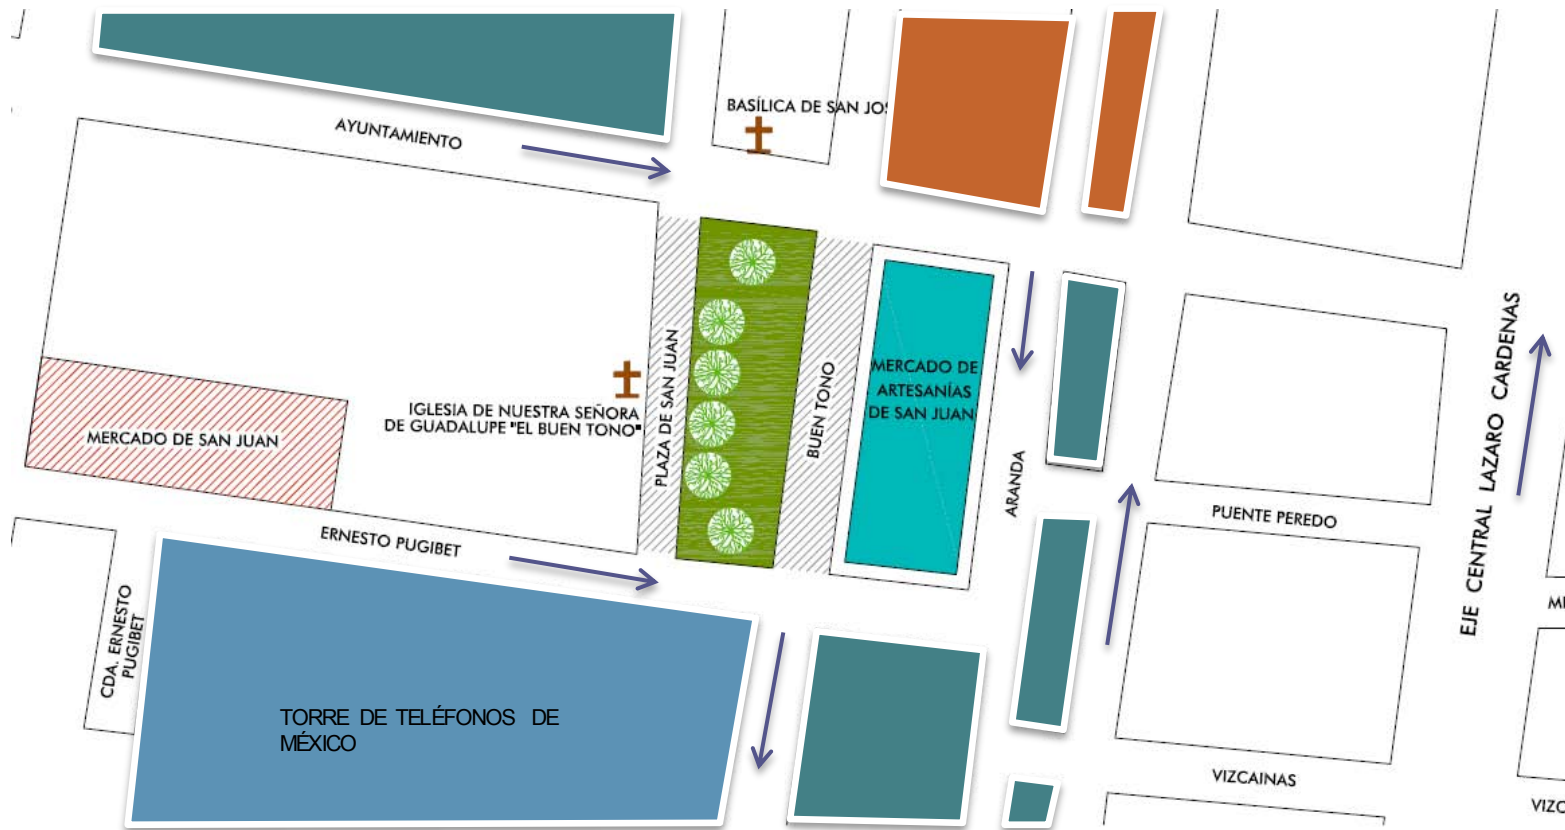 BASÍLICA DE SAN JOS
AYUNTAMIENTO
PLAZA DE SAN JUAN
BUEN TONO
MERCADO DE
ARTESANÍAS
DE SAN JUAN
IGLESIA DE NUESTRA SEÑORA
DE GUADALUPE "EL BUEN TONO"
MERCADO DE SAN JUAN
ERNESTO PUGIBET
CDA. ERNESTO
PUGIBET
ARANDA
PUENTE PEREDO
EJE CENTRAL LAZARO CARDENAS
TORRE DE TELÉFONOS DE
MÉXICO
VIZCAINAS
VIZC